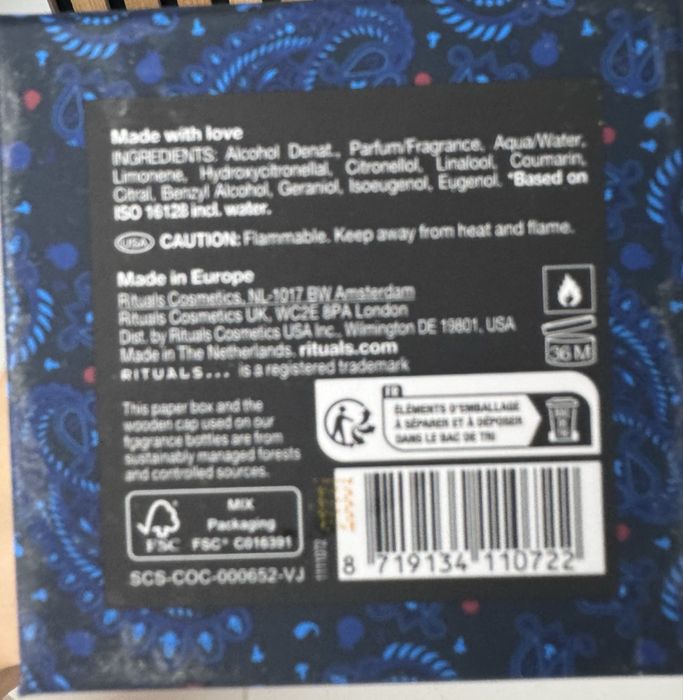 Made with love
INGREDIENTS: Alcohol Denat., Parfum/Fragrance, Aqua/Water,
Limonene, Hydroxycitronellal, Citronellol, Linalool, Coumarin,
Citral, Benzyl Alcohol, Geraniol, Isoeugenol, Eugenol. *Based on
ISO 16128 incl. water.
USA CAUTION: Flammable. Keep away from heat and flame.
Made in Europe
Rituals Cosmetics, NL-1017 BW Amsterdam
Rituals Cosmetics UK, WC2E 8PA London
Dist. by Rituals Cosmetics USA Inc., Wilmington DE 19801, USA
Made in The Netherlands. rituals.com
RITUALS... is a registered trademark
36 M
This paper box and the
wooden cap used on our
fragrance bottles are from
sustainably managed forests
and controlled sources.
FR
ÉLÉMENTS D'EMBALLAGE
À SÉPARER ET À DÉPOSER
DANS LE BAC DE TRI
FSC
MIX
Packaging
FSC® C016391
SCS-COC-000652-VJ
1111072
8 719134 110722